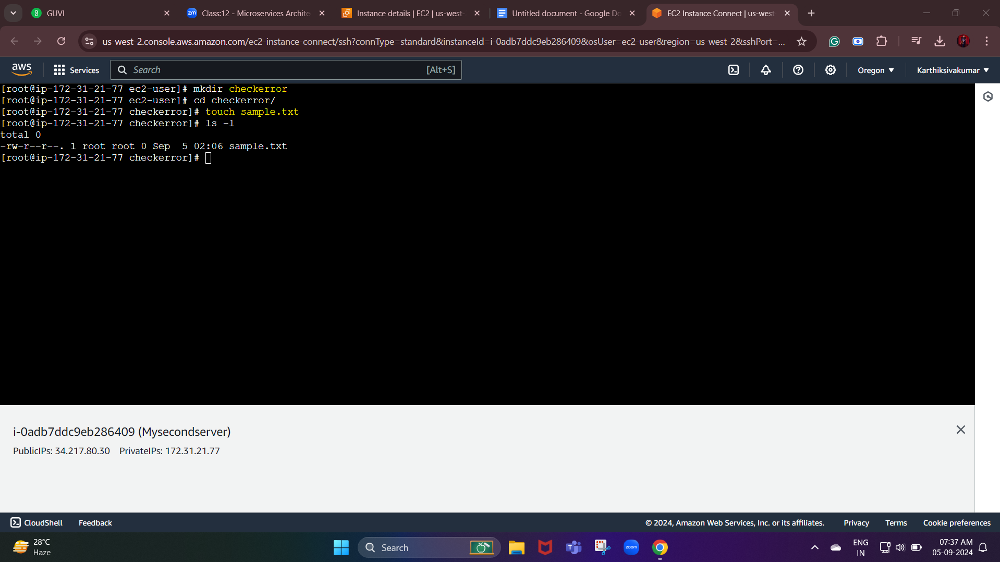 GUVI
Class:12 - Microservices Archite
Instance details | EC2 | us-west-
Untitled document - Google Do
EC2 Instance Connect | us-west
us-west-2.console.aws.amazon.com/ec2-instance-connect/ssh?connType=standard&instanceId=i-0adb7ddc9eb286409&osUser=ec2-user&region=us-west-2&sshPort=...
aws
Services
Search
[Alt+S]
Oregon
Karthiksivakumar
[root@ip-172-31-21-77 ec2-user]# mkdir checkerror
[root@ip-172-31-21-77 ec2-user]# cd checkerror/
[root@ip-172-31-21-77 checkerror]# touch sample.txt
[root@ip-172-31-21-77 checkerror]# ls -l
total 0
-rw-r--r--. 1 root root 0 Sep  5 02:06 sample.txt
[root@ip-172-31-21-77 checkerror]#
i-0adb7ddc9eb286409 (Mysecondserver)
PublicIPs: 34.217.80.30 PrivateIPs: 172.31.21.77
CloudShell
Feedback
© 2024, Amazon Web Services, Inc. or its affiliates.
Privacy
Terms
Cookie preferences
28°C
Haze
Search
zoom
ENG
IN
07:37 AM
05-09-2024